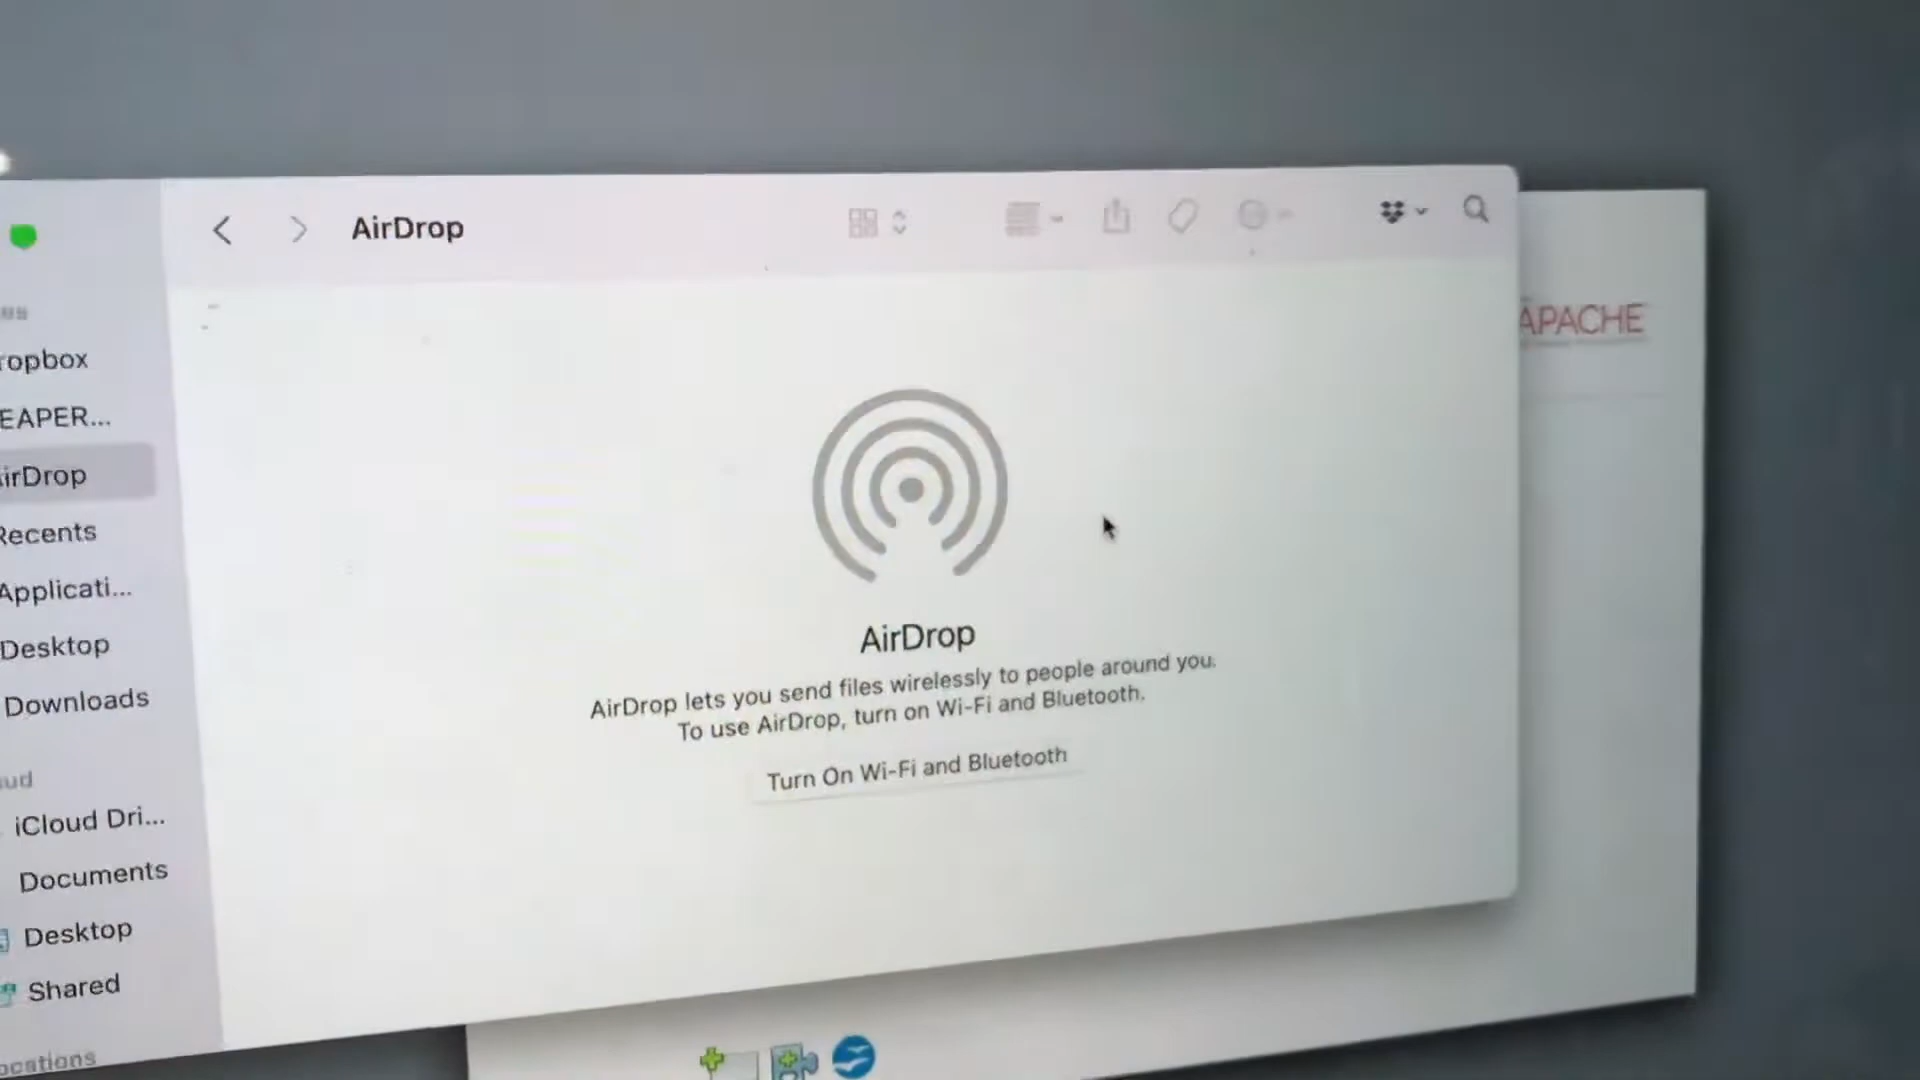 AirDrop
ropbox
EAPER...
irDrop
Recents
Applicati...
Desktop
Downloads
ud
iCloud Dri...
Documents
Desktop
Shared
ocations
AirDrop
AirDrop lets you send files wirelessly to people around you.
To use AirDrop, turn on Wi-Fi and Bluetooth.
Turn On Wi-Fi and Bluetooth
APACHE